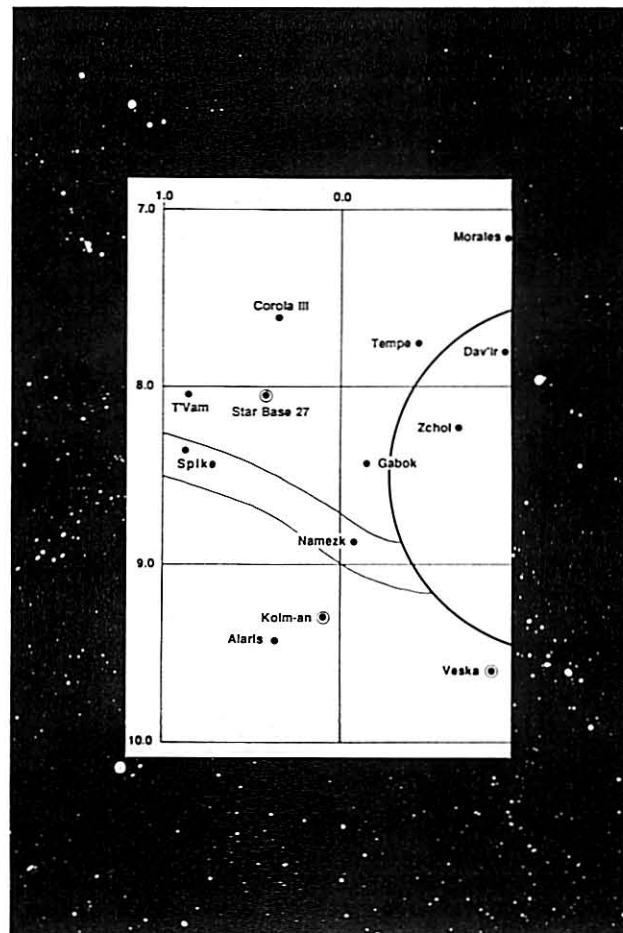 1.0 0.0
7.0
Morales
Corola III
Tempe
Dav'ir
8.0
T'Vam
Star Base 27
Zchol
Spike
Gabok
Namezk
9.0
Kolm-an
Alaris
Veska
10.0